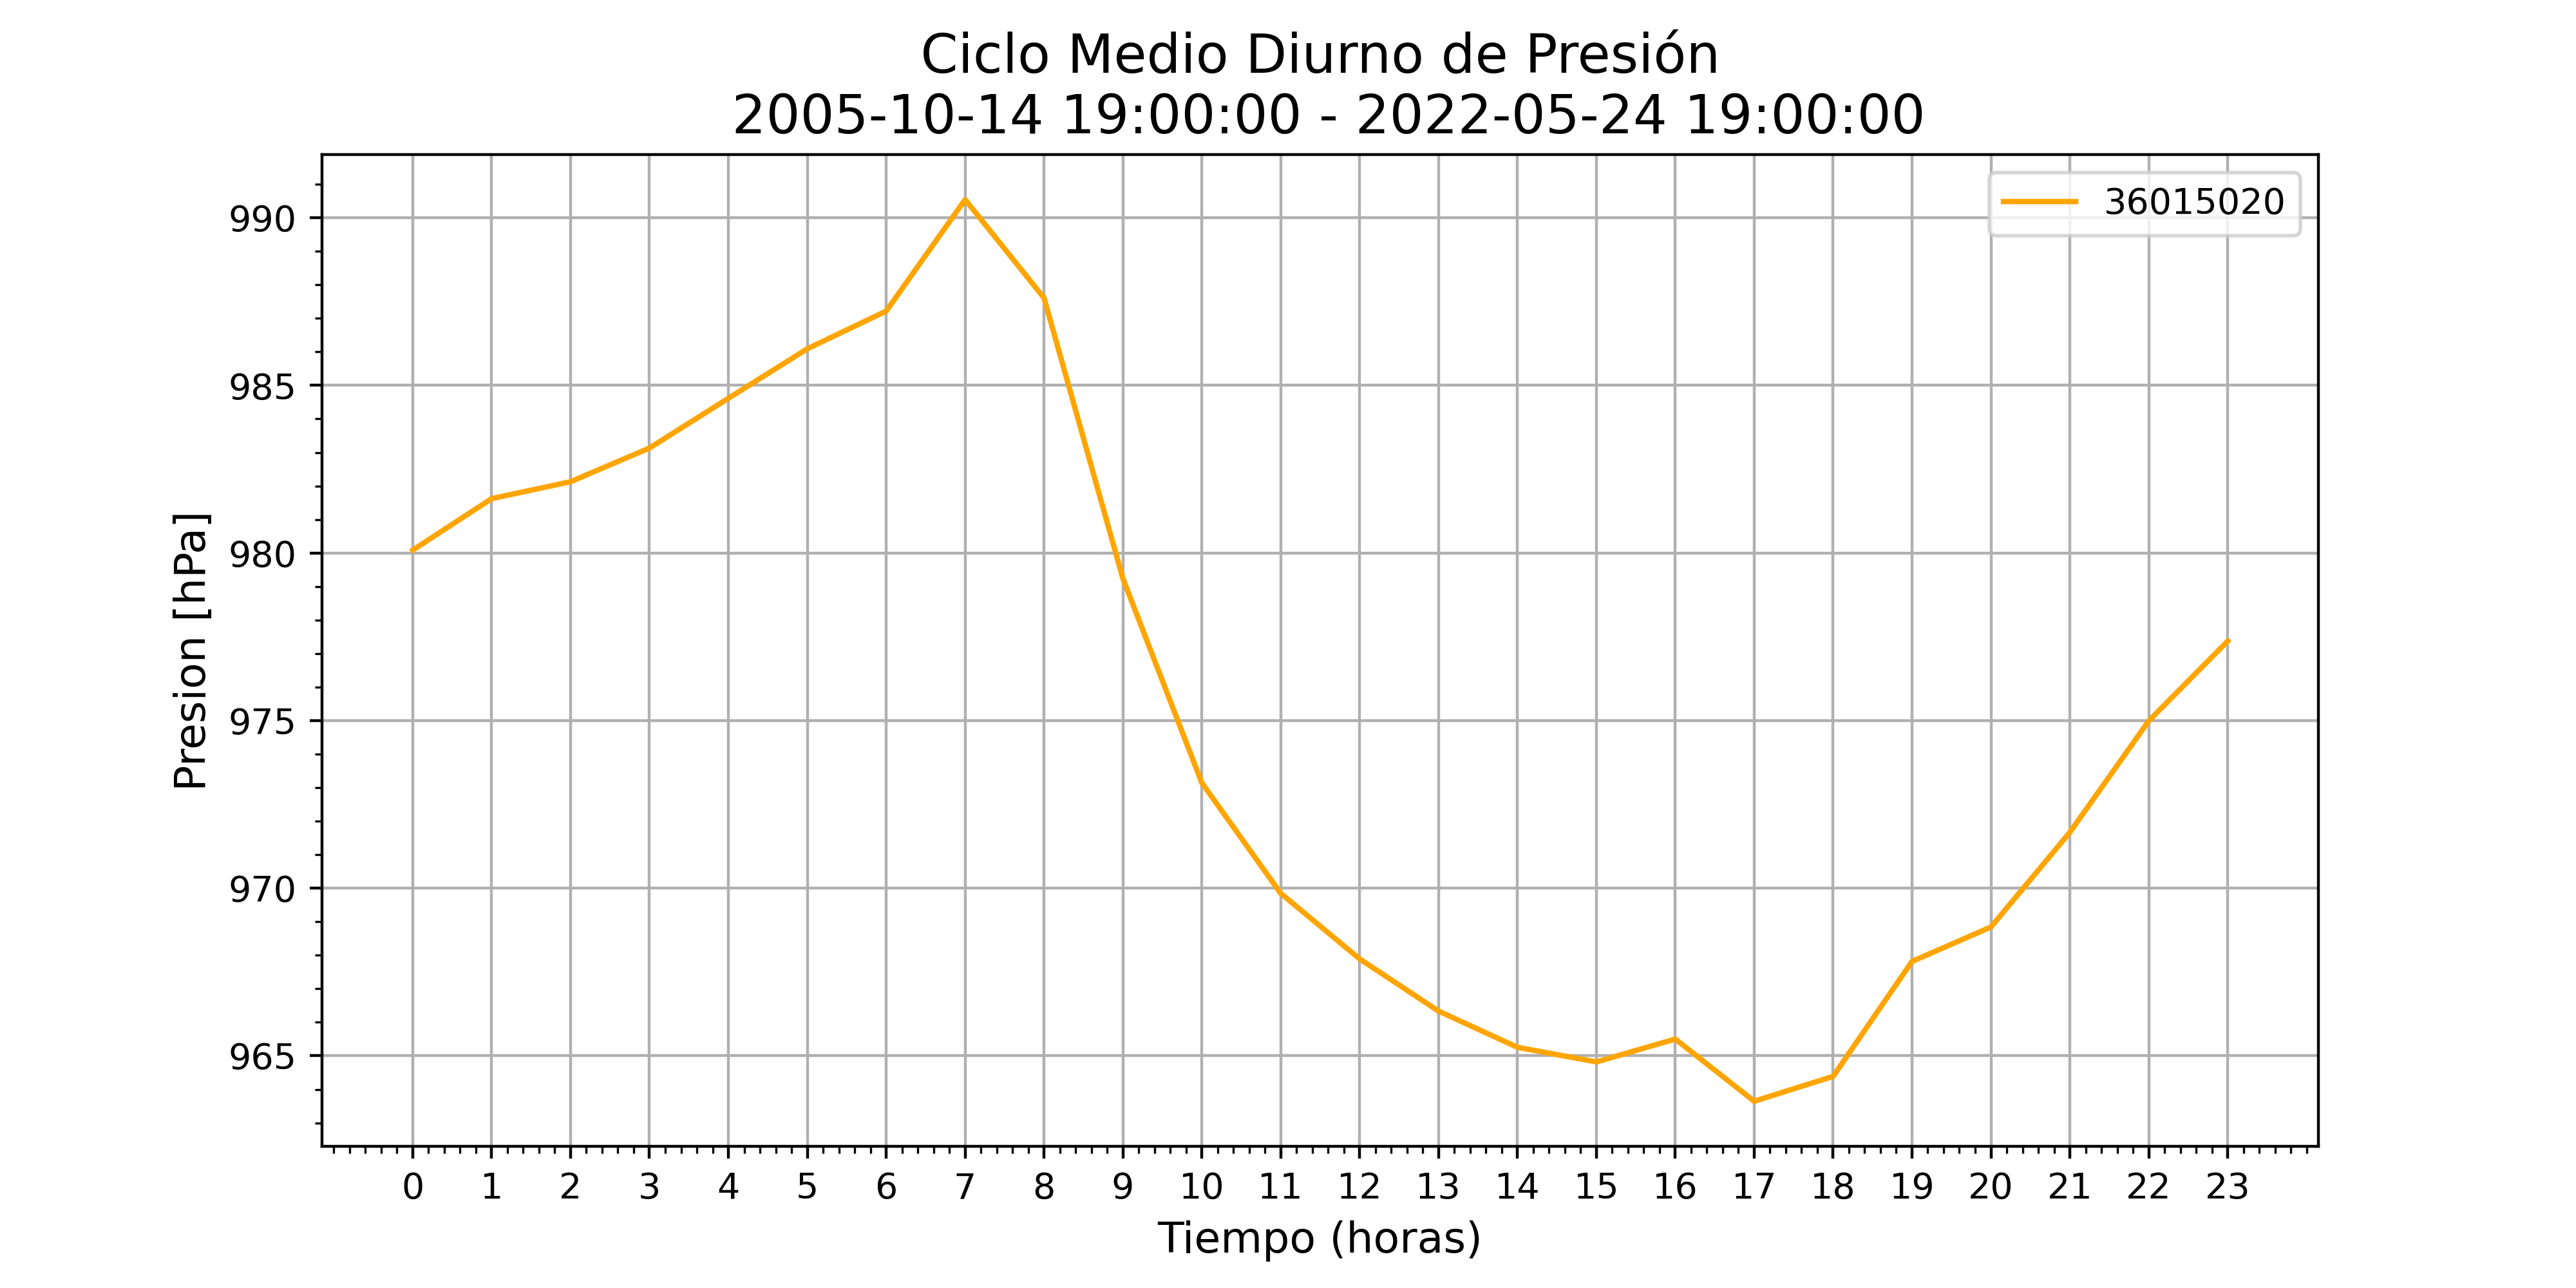 Ciclo Medio Diurno de Presión
2005-10-14 19:00:00 - 2022-05-24 19:00:00
36015020
Presion [hPa]
990
985
980
975
970
965
0 1 2 3 4 5 6 7 8 9 10 11 12 13 14 15 16 17 18 19 20 21 22 23
Tiempo (horas)